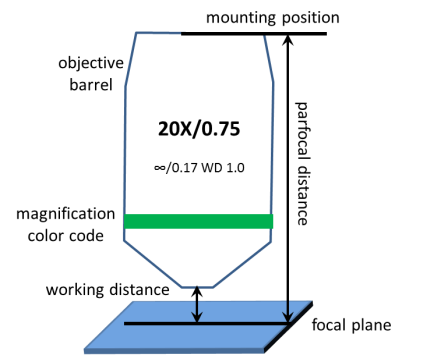 mounting position
objective
barrel
20X/0.75
∞/0.17 WD 1.0
parfocal distance
magnification
color code
working distance
focal plane